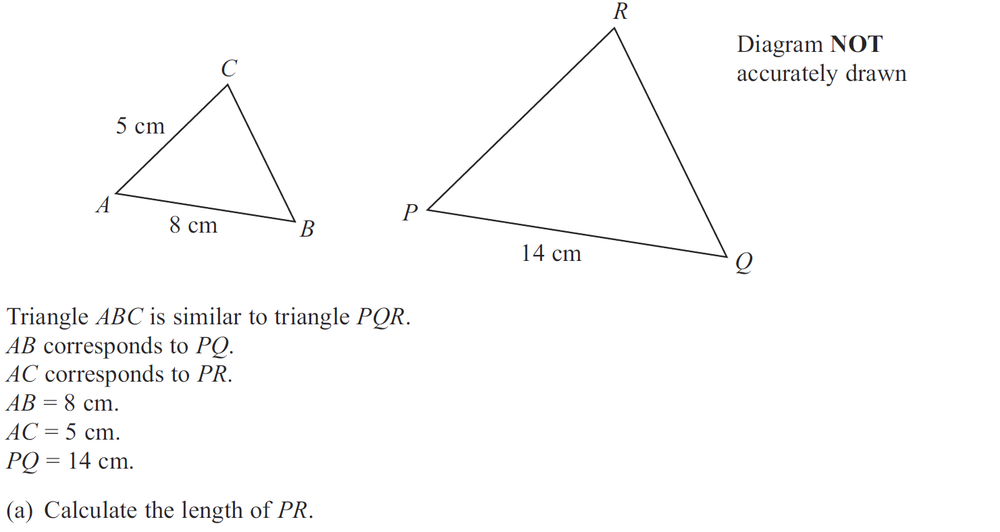 R
Diagram NOT
accurately drawn
C
5 cm
A
8 cm
B
P
14 cm
Q
Triangle ABC is similar to triangle PQR.
AB corresponds to PQ.
AC corresponds to PR.
AB = 8 cm.
AC = 5 cm.
PQ = 14 cm.
(a) Calculate the length of PR.